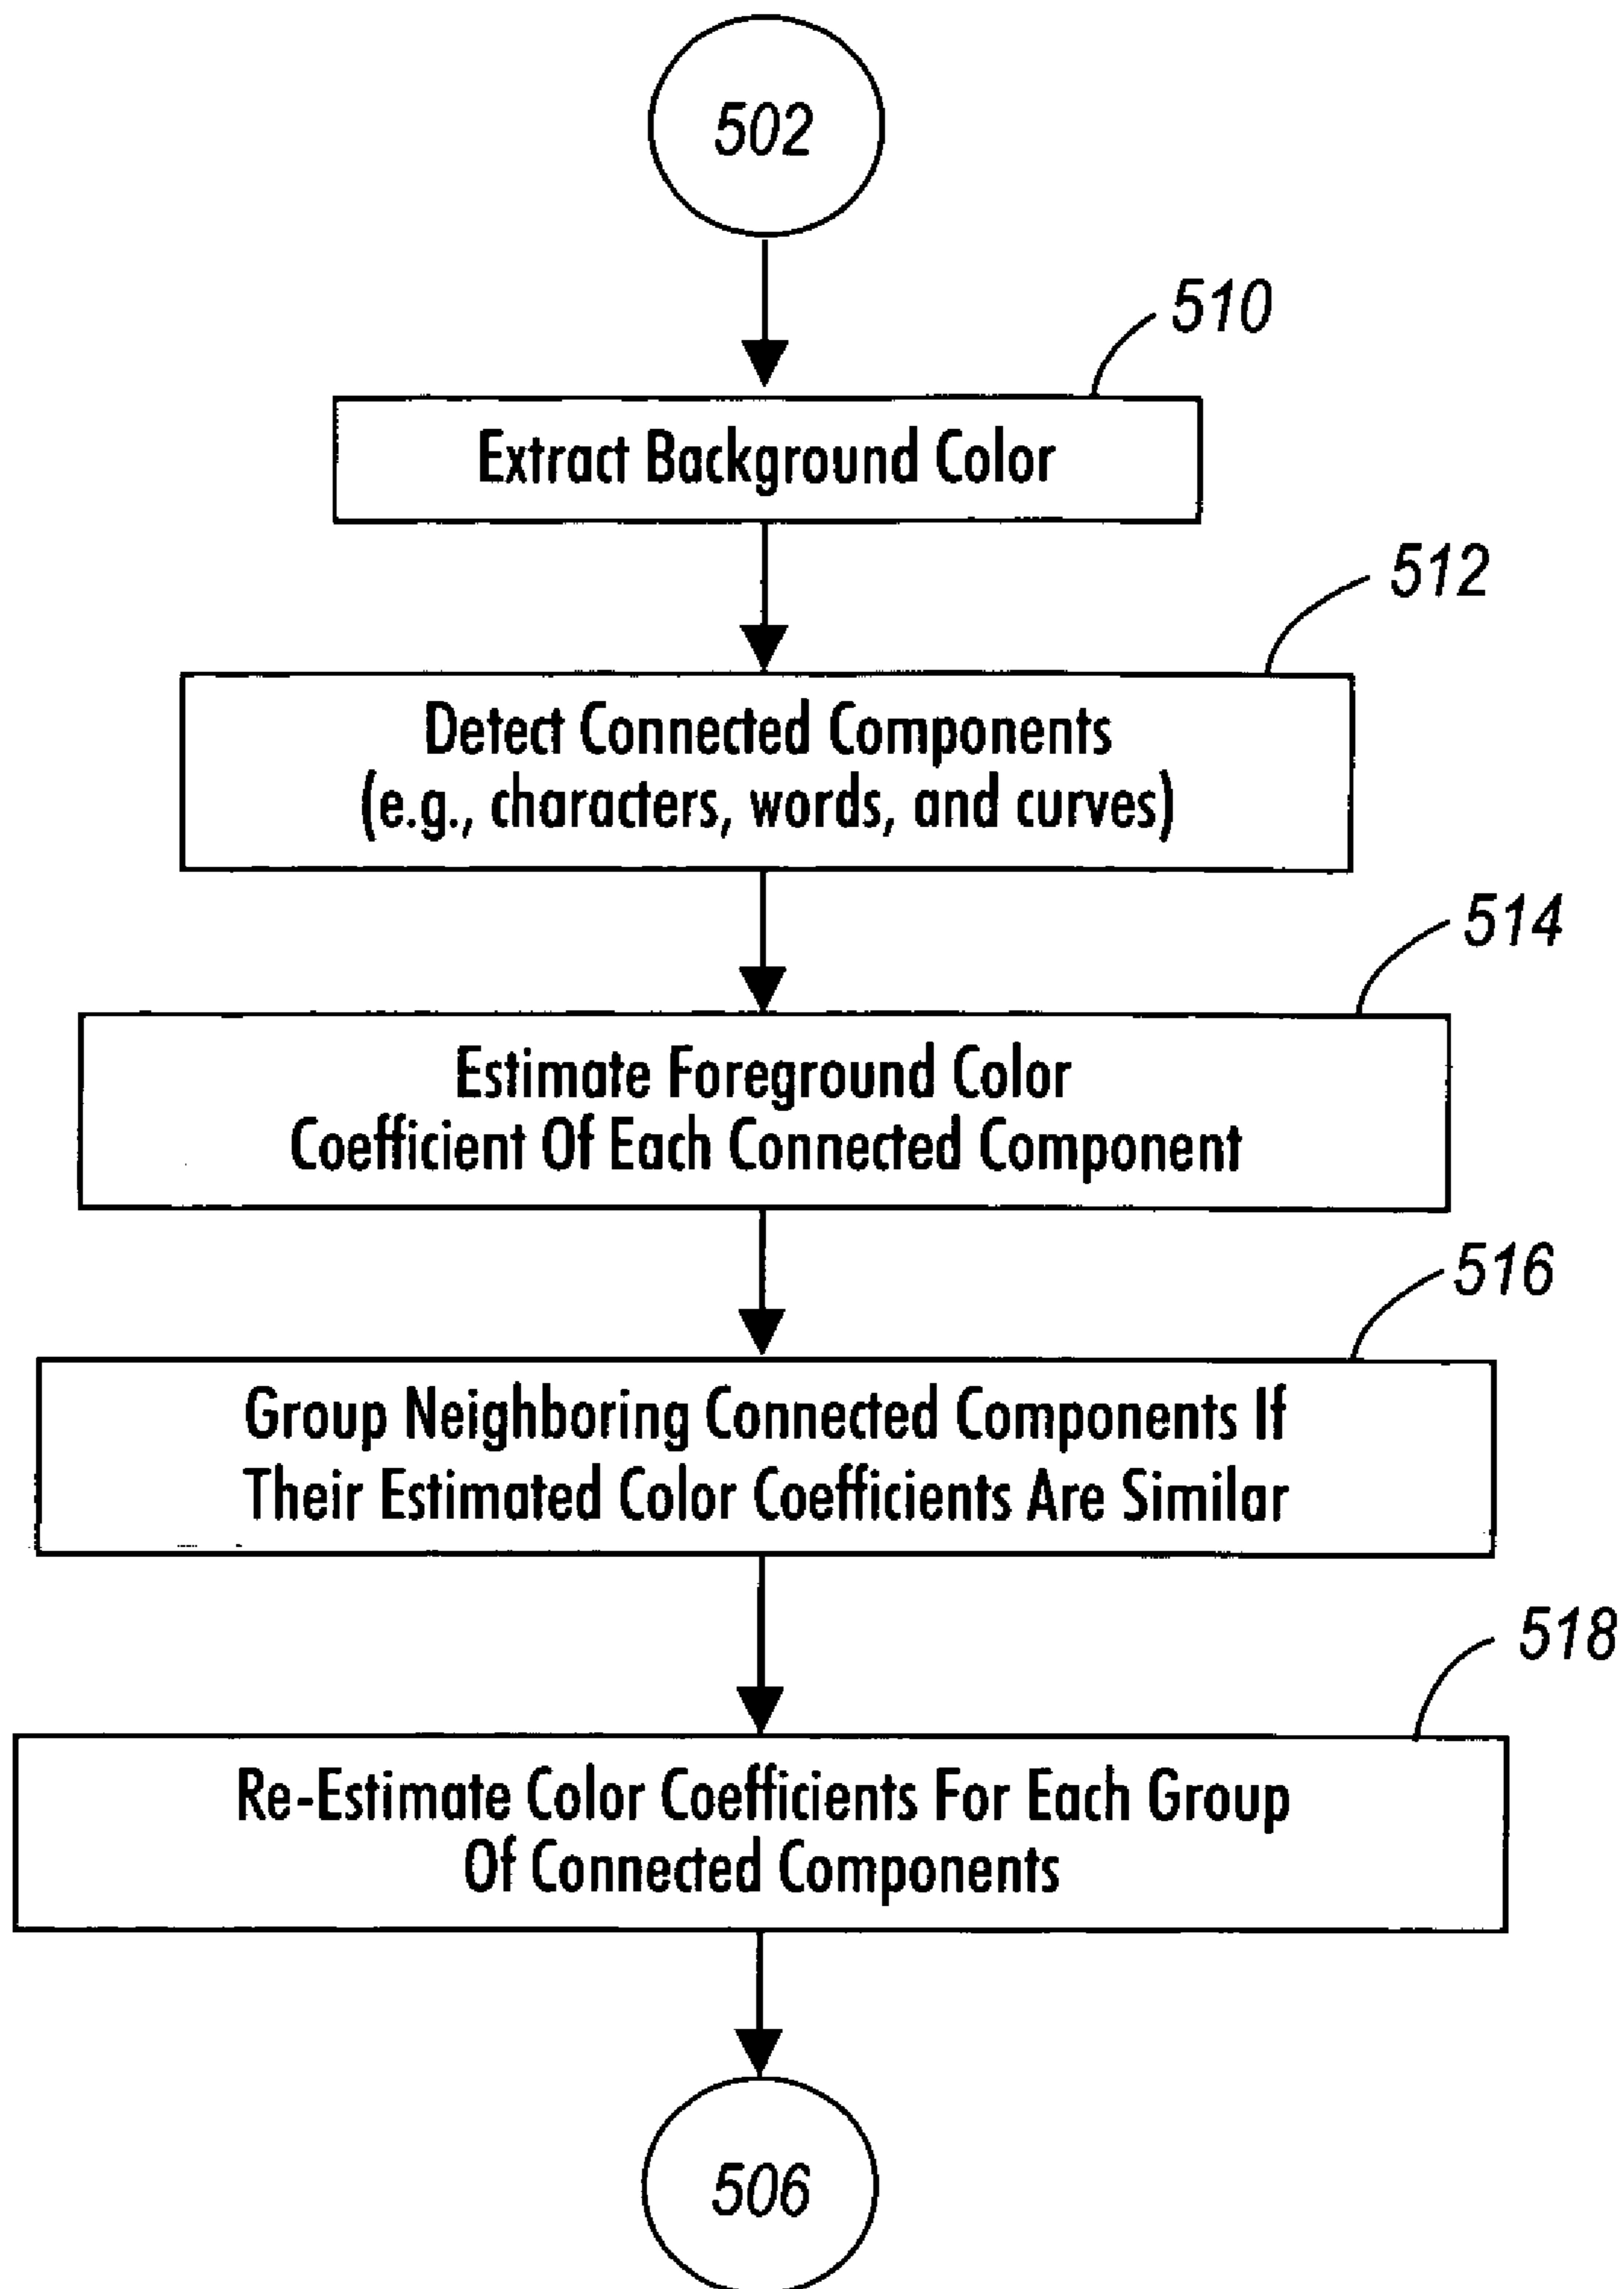 502
510
Extract Background Color
512
Detect Connected Components
(e.g., characters, words, and curves)
514
Estimate Foreground Color
Coefficient Of Each Connected Component
516
Group Neighboring Connected Components If
Their Estimated Color Coefficients Are Similar
518
Re-Estimate Color Coefficients For Each Group
Of Connected Components
506